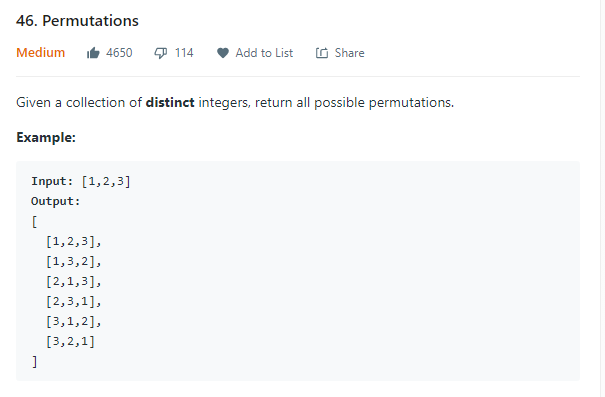 46. Permutations
Medium 4650 114 Add to List Share
Given a collection of distinct integers, return all possible permutations.
Example:
Input: [1,2,3]
Output:
[
  [1,2,3],
  [1,3,2],
  [2,1,3],
  [2,3,1],
  [3,1,2],
  [3,2,1]
]